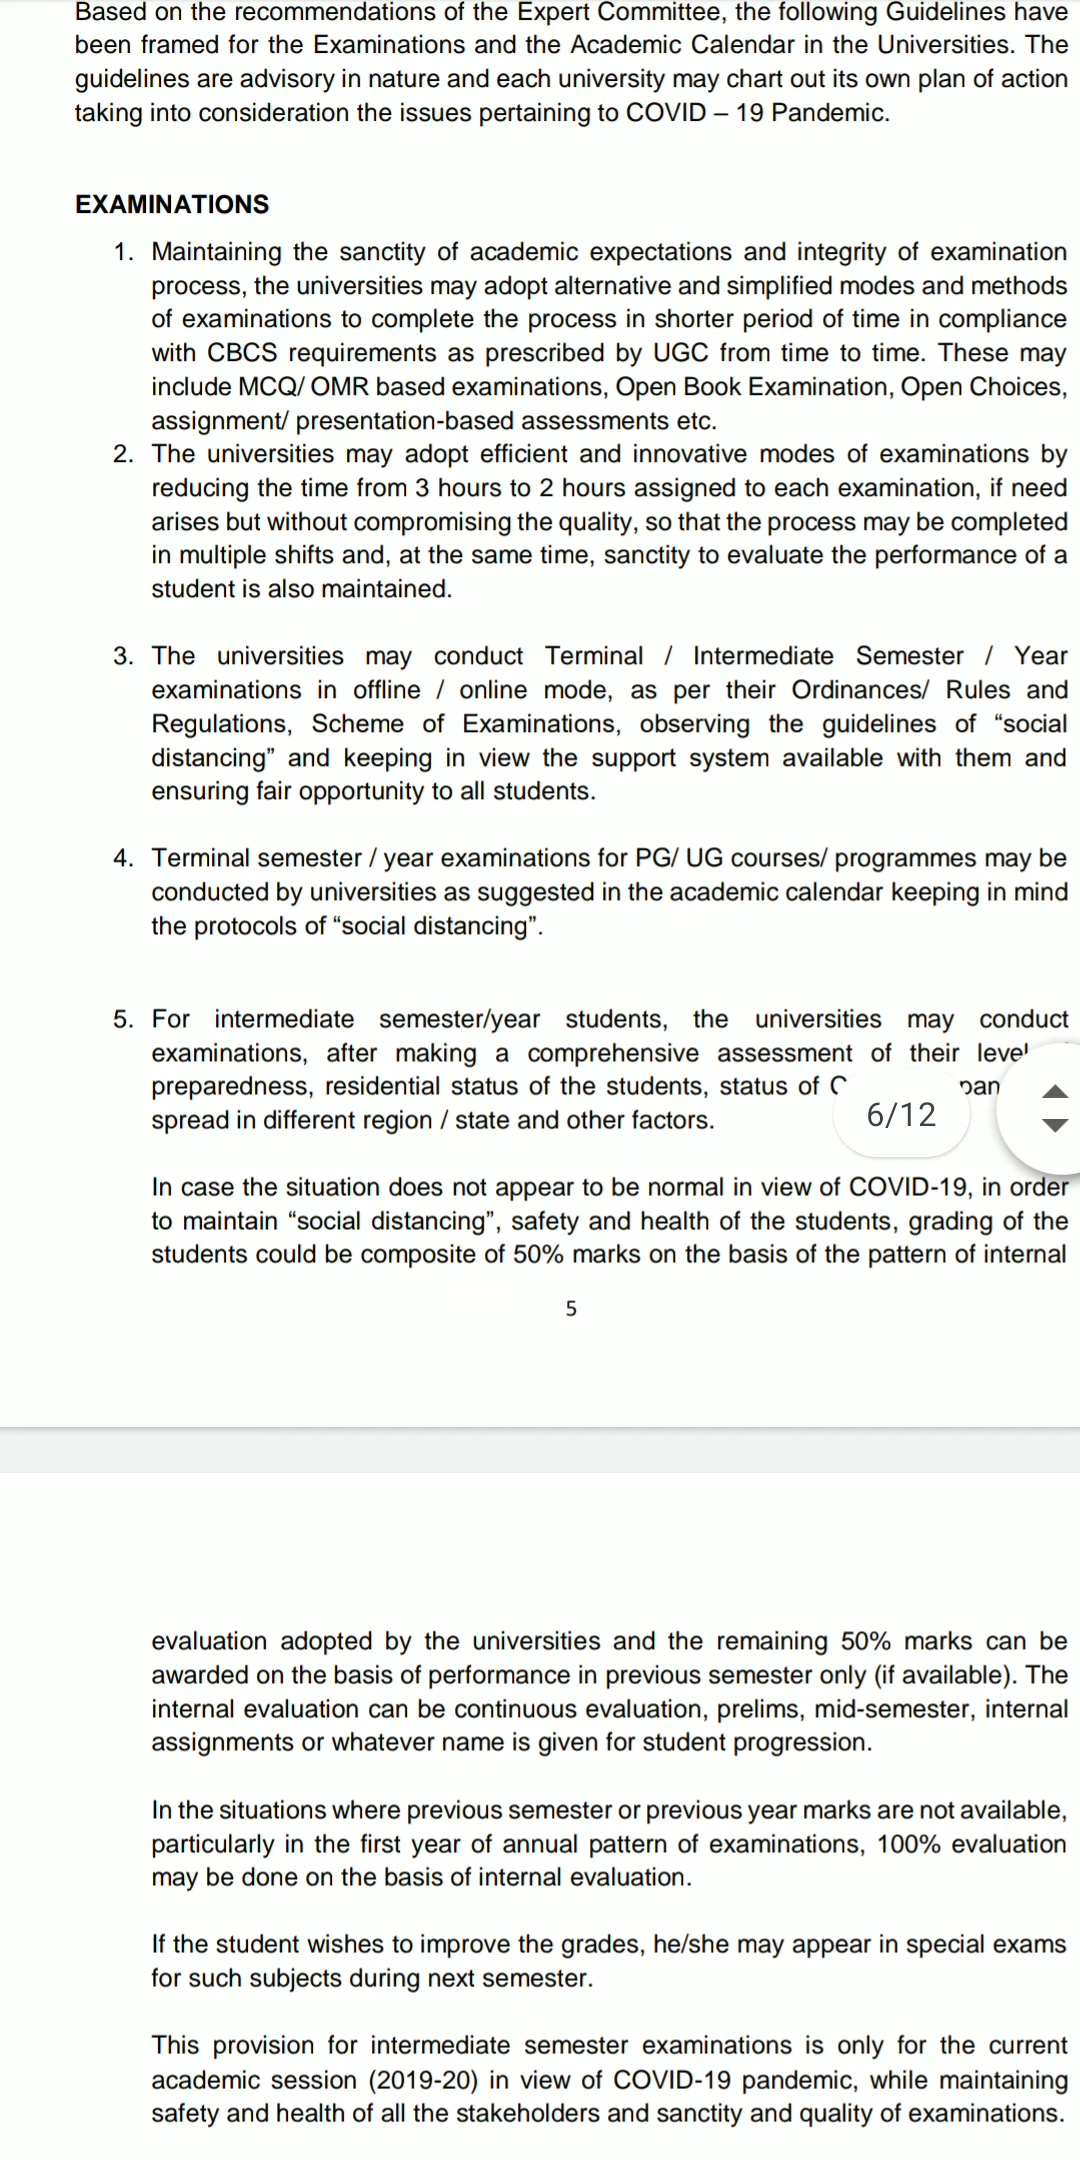 Based on the recommendations of the Expert Committee, the following Guidelines have
been framed for the Examinations and the Academic Calendar in the Universities. The
guidelines are advisory in nature and each university may chart out its own plan of action
taking into consideration the issues pertaining to COVID – 19 Pandemic.
EXAMINATIONS
1. Maintaining the sanctity of academic expectations and integrity of examination
process, the universities may adopt alternative and simplified modes and methods
of examinations to complete the process in shorter period of time in compliance
with CBCS requirements as prescribed by UGC from time to time. These may
include MCQ/ OMR based examinations, Open Book Examination, Open Choices,
assignment/ presentation-based assessments etc.
2. The universities may adopt efficient and innovative modes of examinations by
reducing the time from 3 hours to 2 hours assigned to each examination, if need
arises but without compromising the quality, so that the process may be completed
in multiple shifts and, at the same time, sanctity to evaluate the performance of a
student is also maintained.
3. The universities may conduct Terminal / Intermediate Semester / Year
examinations in offline / online mode, as per their Ordinances/ Rules and
Regulations, Scheme of Examinations, observing the guidelines of “social
distancing” and keeping in view the support system available with them and
ensuring fair opportunity to all students.
4. Terminal semester / year examinations for PG/ UG courses/ programmes may be
conducted by universities as suggested in the academic calendar keeping in mind
the protocols of “social distancing”.
5. For intermediate semester/year students, the universities may conduct
examinations, after making a comprehensive assessment of their level
preparedness, residential status of the students, status of
spread in different region / state and other factors.
6/12
In case the situation does not appear to be normal in view of COVID-19, in order
to maintain “social distancing”, safety and health of the students, grading of the
students could be composite of 50% marks on the basis of the pattern of internal
5
evaluation adopted by the universities and the remaining 50% marks can be
awarded on the basis of performance in previous semester only (if available). The
internal evaluation can be continuous evaluation, prelims, mid-semester, internal
assignments or whatever name is given for student progression.
In the situations where previous semester or previous year marks are not available,
particularly in the first year of annual pattern of examinations, 100% evaluation
may be done on the basis of internal evaluation.
If the student wishes to improve the grades, he/she may appear in special exams
for such subjects during next semester.
This provision for intermediate semester examinations is only for the current
academic session (2019-20) in view of COVID-19 pandemic, while maintaining
safety and health of all the stakeholders and sanctity and quality of examinations.